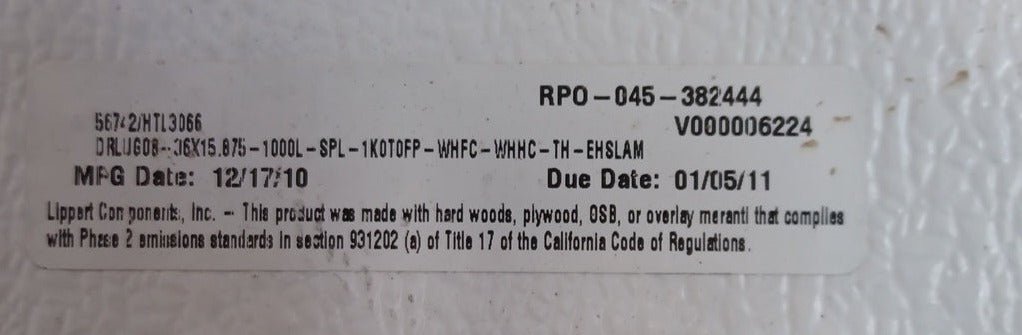 RPO-045-382444
56742/HTL3066
V000006224
DRLUG08--36X15.875-1000L-SPL-1K0T0FP-WHFC-WHHC-TH-EHSLAM
MFG Date: 12/17/10
Due Date: 01/05/11
Lippert Components, Inc. -- This product was made with hard woods, plywood, OSB, or overlay meranti that complies
with Phase 2 emissions standards in section 931202 (a) of Title 17 of the California Code of Regulations.